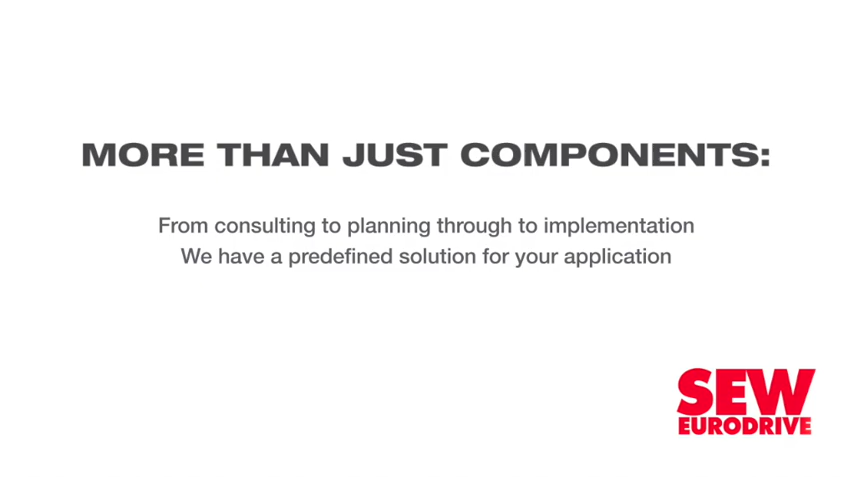 MORE THAN JUST COMPONENTS:
From consulting to planning through to implementation
We have a predefined solution for your application
SEW
EURODRIVE